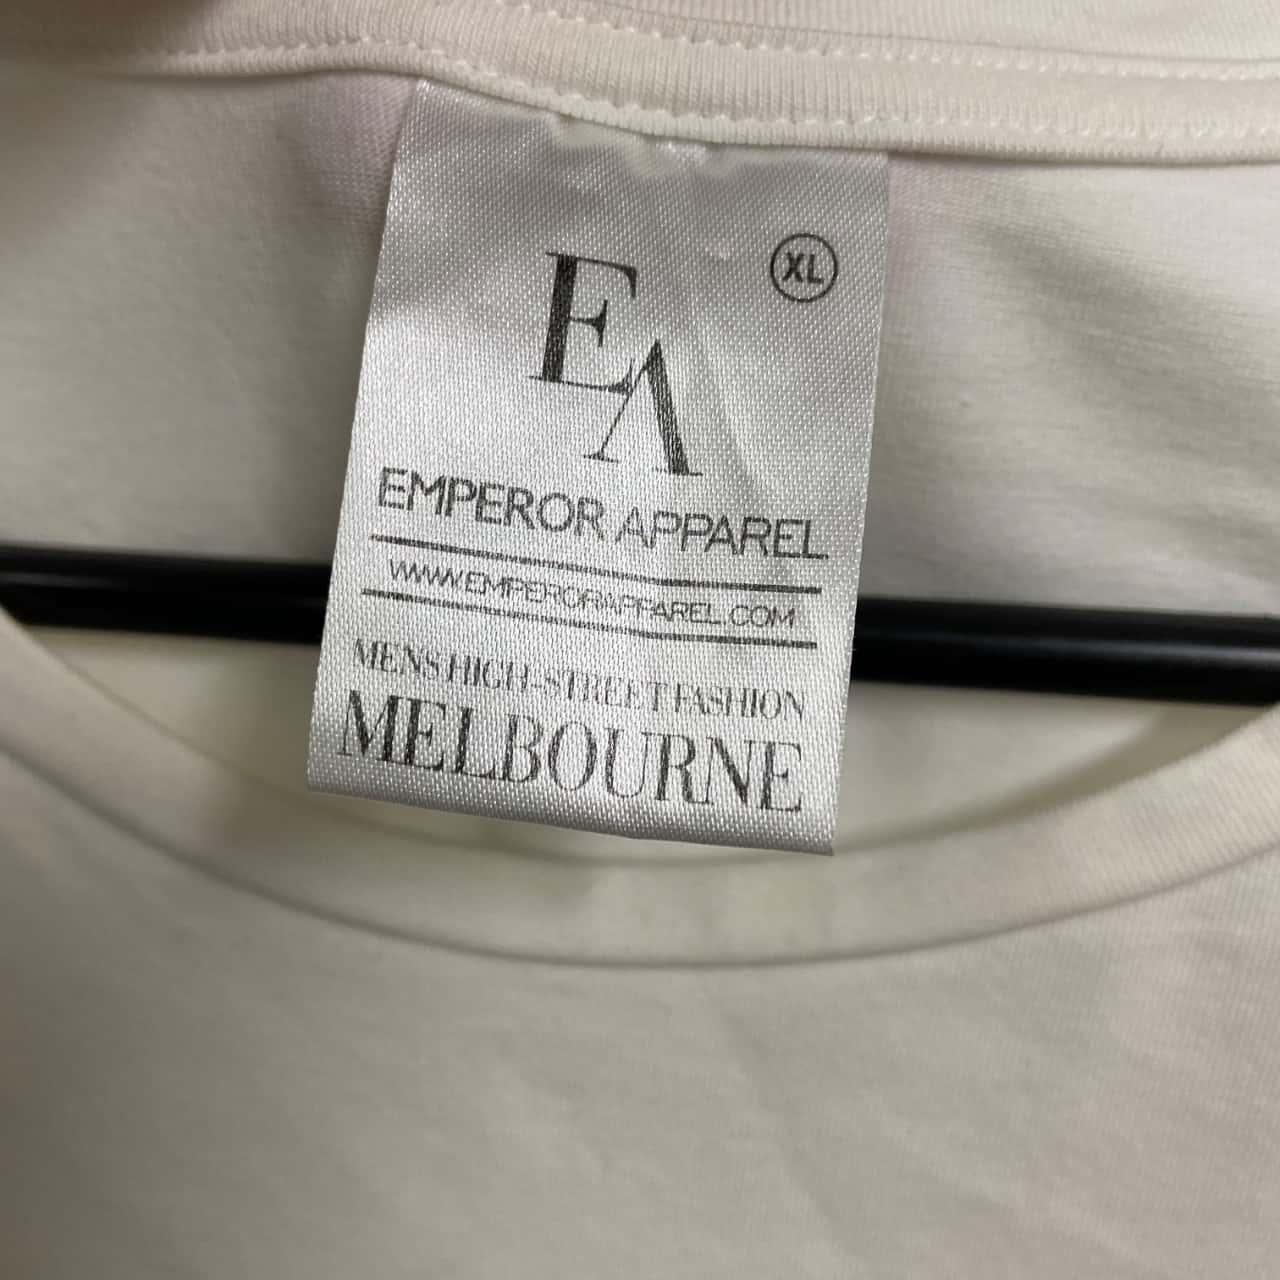 XL
EA
EMPEROR APPAREL
WWW.EMPERORAPPAREL.COM
MENS HIGH-STREET FASHION
MELBOURNE